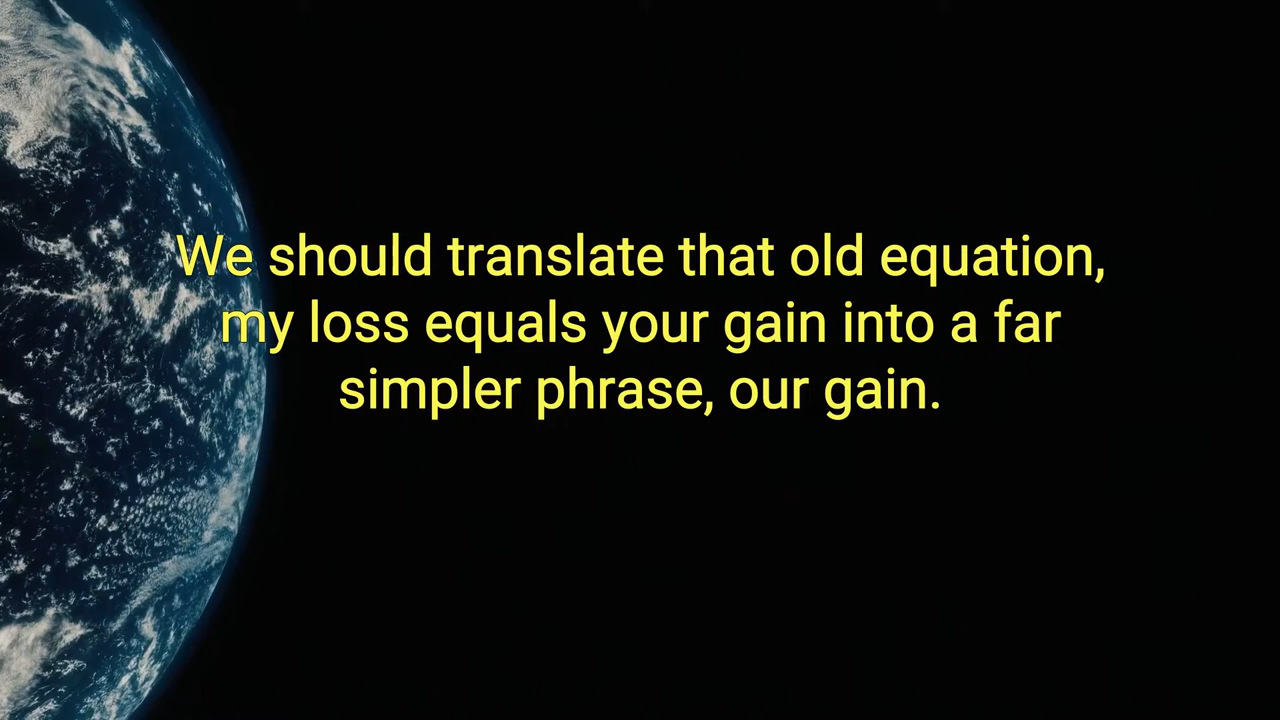 We should translate that old equation,
my loss equals your gain into a far
simpler phrase, our gain.